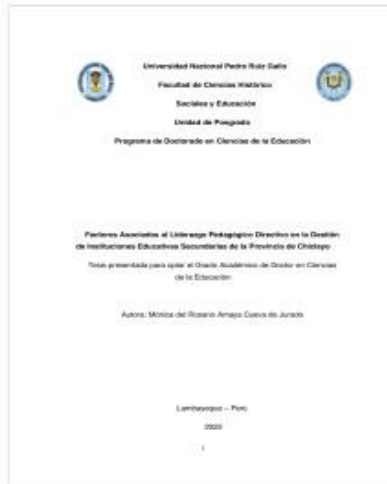 Universidad Nacional Pedro Ruiz Gallo
Facultad de Ciencias Histórico
Sociales y Educación
Unidad de Posgrado
Programa de Doctorado en Ciencias de la Educación
Factores Asociados al Liderazgo Pedagógico Directivo en la Gestión
de Instituciones Educativas Secundarias de la Provincia de Chiclayo
Tesis presentada para optar el Grado Académico de Doctor en Ciencias
de la Educación
Autora: Mónica del Rosario Amaya Cueva de Jurado
Lambayeque – Perú
1